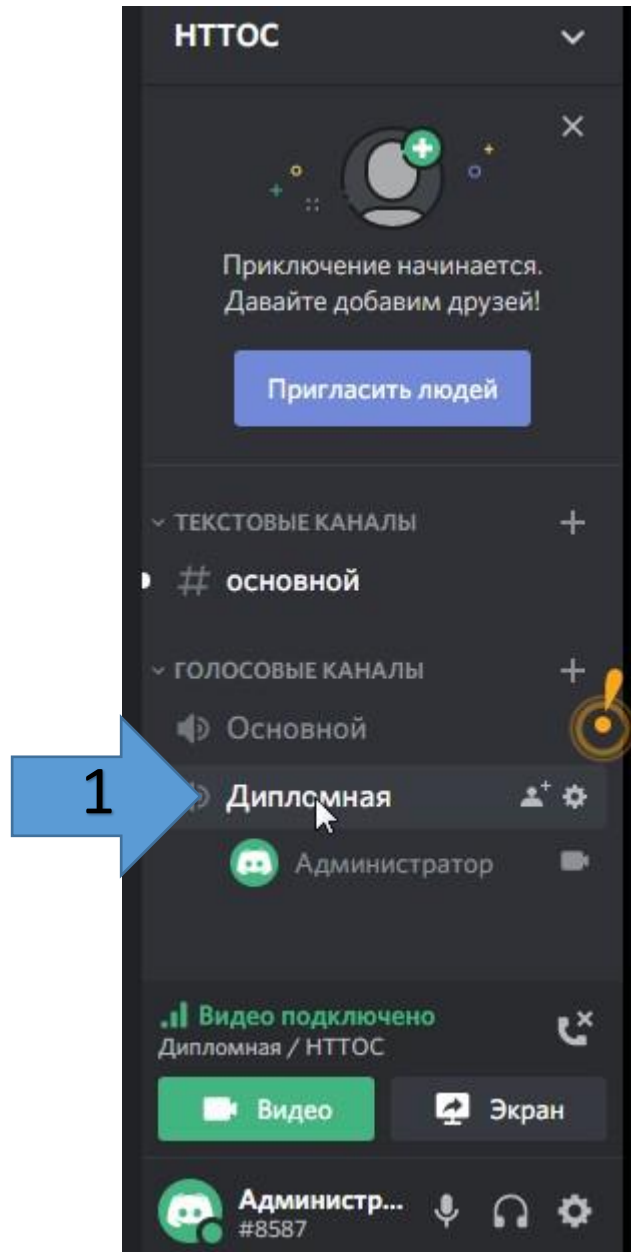 НТТОС
Приключение начинается.
Давайте добавим друзей!
Пригласить людей
ТЕКСТОВЫЕ КАНАЛЫ
# основной
ГОЛОСОВЫЕ КАНАЛЫ
Основной
1
Дипломная
Администратор
Видео подключено
Дипломная / НТТОС
Видео
Экран
Администр...
#8587